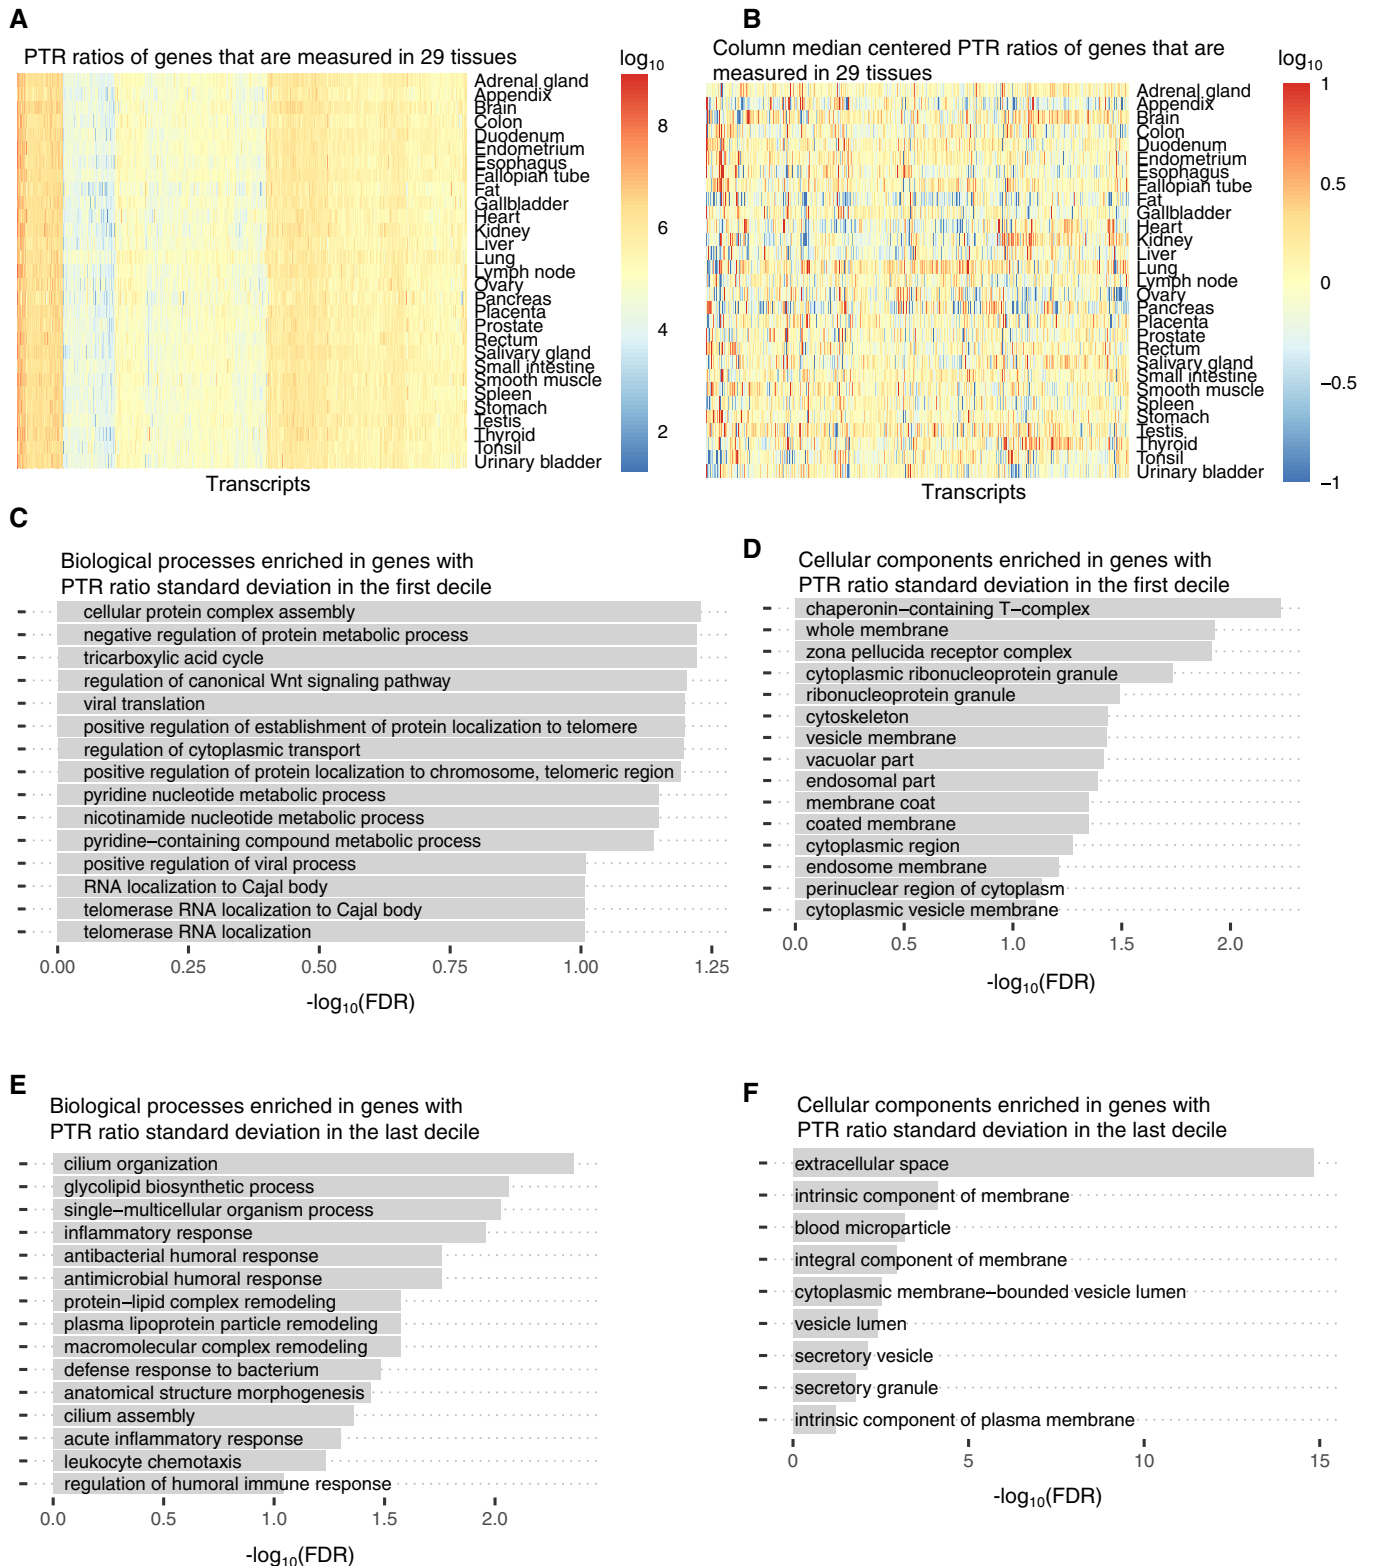 A
PTR ratios of genes that are measured in 29 tissues
log10
Adrenal gland
Appendix
Brain
Colon
Duodenum
Endometrium
Esophagus
Fallopian tube
Fat
Gallbladder
Heart
Kidney
Liver
Lung
Lymph node
Ovary
Pancreas
Placenta
Prostate
Rectum
Salivary gland
Small intestine
Smooth muscle
Spleen
Stomach
Testis
Thyroid
Tonsil
Urinary bladder
8
6
4
2
Transcripts
B
Column median centered PTR ratios of genes that are
measured in 29 tissues
log10
Adrenal gland
Appendix
Brain
Colon
Duodenum
Endometrium
Esophagus
Fallopian tube
Fat
Gallbladder
Heart
Kidney
Liver
Lung
Lymph node
Ovary
Pancreas
Placenta
Prostate
Rectum
Salivary gland
Small intestine
Smooth muscle
Spleen
Stomach
Testis
Thyroid
Tonsil
Urinary bladder
1
0.5
0
−0.5
−1
Transcripts
C
Biological processes enriched in genes with
PTR ratio standard deviation in the first decile
cellular protein complex assembly
negative regulation of protein metabolic process
tricarboxylic acid cycle
regulation of canonical Wnt signaling pathway
viral translation
positive regulation of establishment of protein localization to telomere
regulation of cytoplasmic transport
positive regulation of protein localization to chromosome, telomeric region
pyridine nucleotide metabolic process
nicotinamide nucleotide metabolic process
pyridine−containing compound metabolic process
positive regulation of viral process
RNA localization to Cajal body
telomerase RNA localization to Cajal body
telomerase RNA localization
0.00 0.25 0.50 0.75 1.00 1.25
-log10(FDR)
D
Cellular components enriched in genes with
PTR ratio standard deviation in the first decile
chaperonin−containing T−complex
whole membrane
zona pellucida receptor complex
cytoplasmic ribonucleoprotein granule
ribonucleoprotein granule
cytoskeleton
vesicle membrane
vacuolar part
endosomal part
membrane coat
coated membrane
cytoplasmic region
endosome membrane
perinuclear region of cytoplasm
cytoplasmic vesicle membrane
0.0 0.5 1.0 1.5 2.0
-log10(FDR)
E
Biological processes enriched in genes with
PTR ratio standard deviation in the last decile
cilium organization
glycolipid biosynthetic process
single−multicellular organism process
inflammatory response
antibacterial humoral response
antimicrobial humoral response
protein−lipid complex remodeling
plasma lipoprotein particle remodeling
macromolecular complex remodeling
defense response to bacterium
anatomical structure morphogenesis
cilium assembly
acute inflammatory response
leukocyte chemotaxis
regulation of humoral immune response
0.0 0.5 1.0 1.5 2.0
-log10(FDR)
F
Cellular components enriched in genes with
PTR ratio standard deviation in the last decile
extracellular space
intrinsic component of membrane
blood microparticle
integral component of membrane
cytoplasmic membrane−bounded vesicle lumen
vesicle lumen
secretory vesicle
secretory granule
intrinsic component of plasma membrane
0 5 10 15
-log10(FDR)